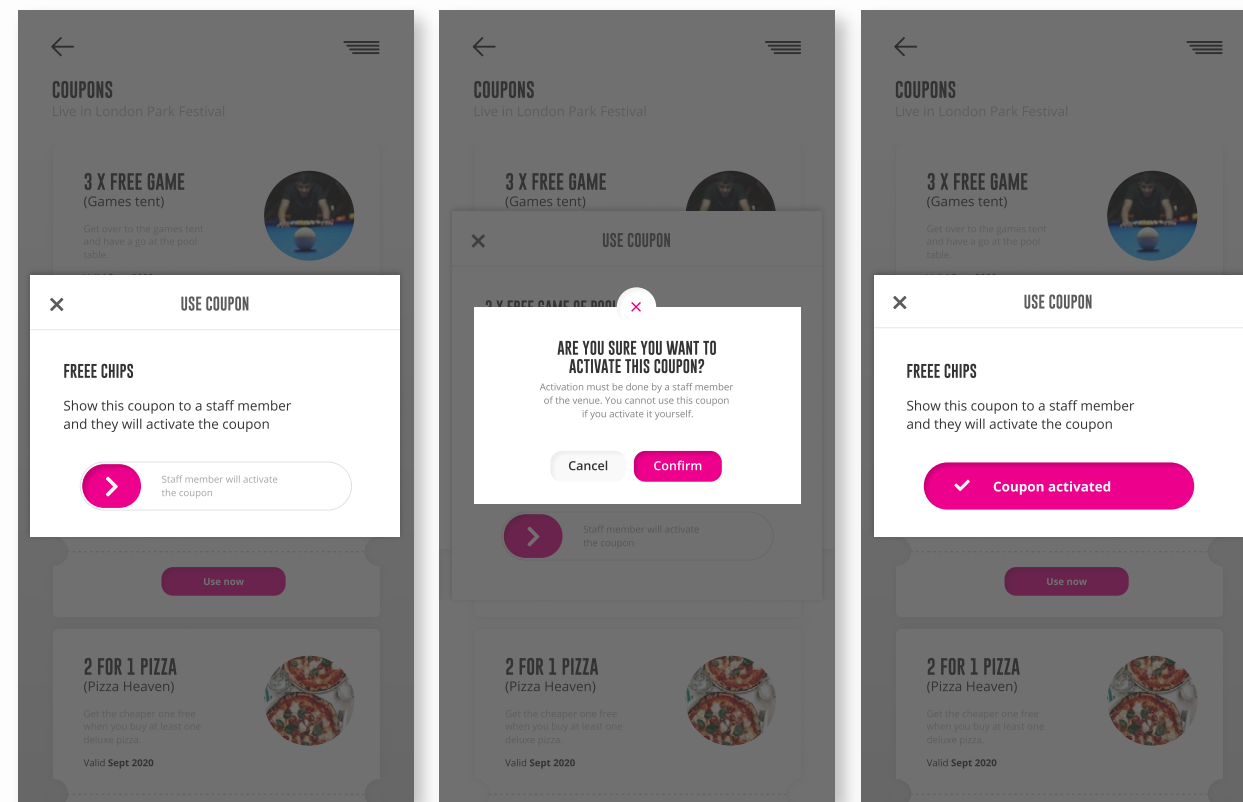 COUPONS
Live in London Park Festival
3 X FREE GAME
(Games tent)
Get over to the games tent
and have a go at the pool
table.
USE COUPON
FREEE CHIPS
Show this coupon to a staff member
and they will activate the coupon
Staff member will activate
the coupon
Use now
2 FOR 1 PIZZA
(Pizza Heaven)
Get the cheaper one free
when you buy at least one
deluxe pizza.
Valid Sept 2020
COUPONS
Live in London Park Festival
3 X FREE GAME
(Games tent)
USE COUPON
ARE YOU SURE YOU WANT TO
ACTIVATE THIS COUPON?
Activation must be done by a staff member
of the venue. You cannot use this coupon
if you activate it yourself.
Cancel
Confirm
Staff member will activate
the coupon
2 FOR 1 PIZZA
(Pizza Heaven)
Get the cheaper one free
when you buy at least one
deluxe pizza.
Valid Sept 2020
COUPONS
Live in London Park Festival
3 X FREE GAME
(Games tent)
Get over to the games tent
and have a go at the pool
table.
USE COUPON
FREEE CHIPS
Show this coupon to a staff member
and they will activate the coupon
Coupon activated
Use now
2 FOR 1 PIZZA
(Pizza Heaven)
Get the cheaper one free
when you buy at least one
deluxe pizza.
Valid Sept 2020